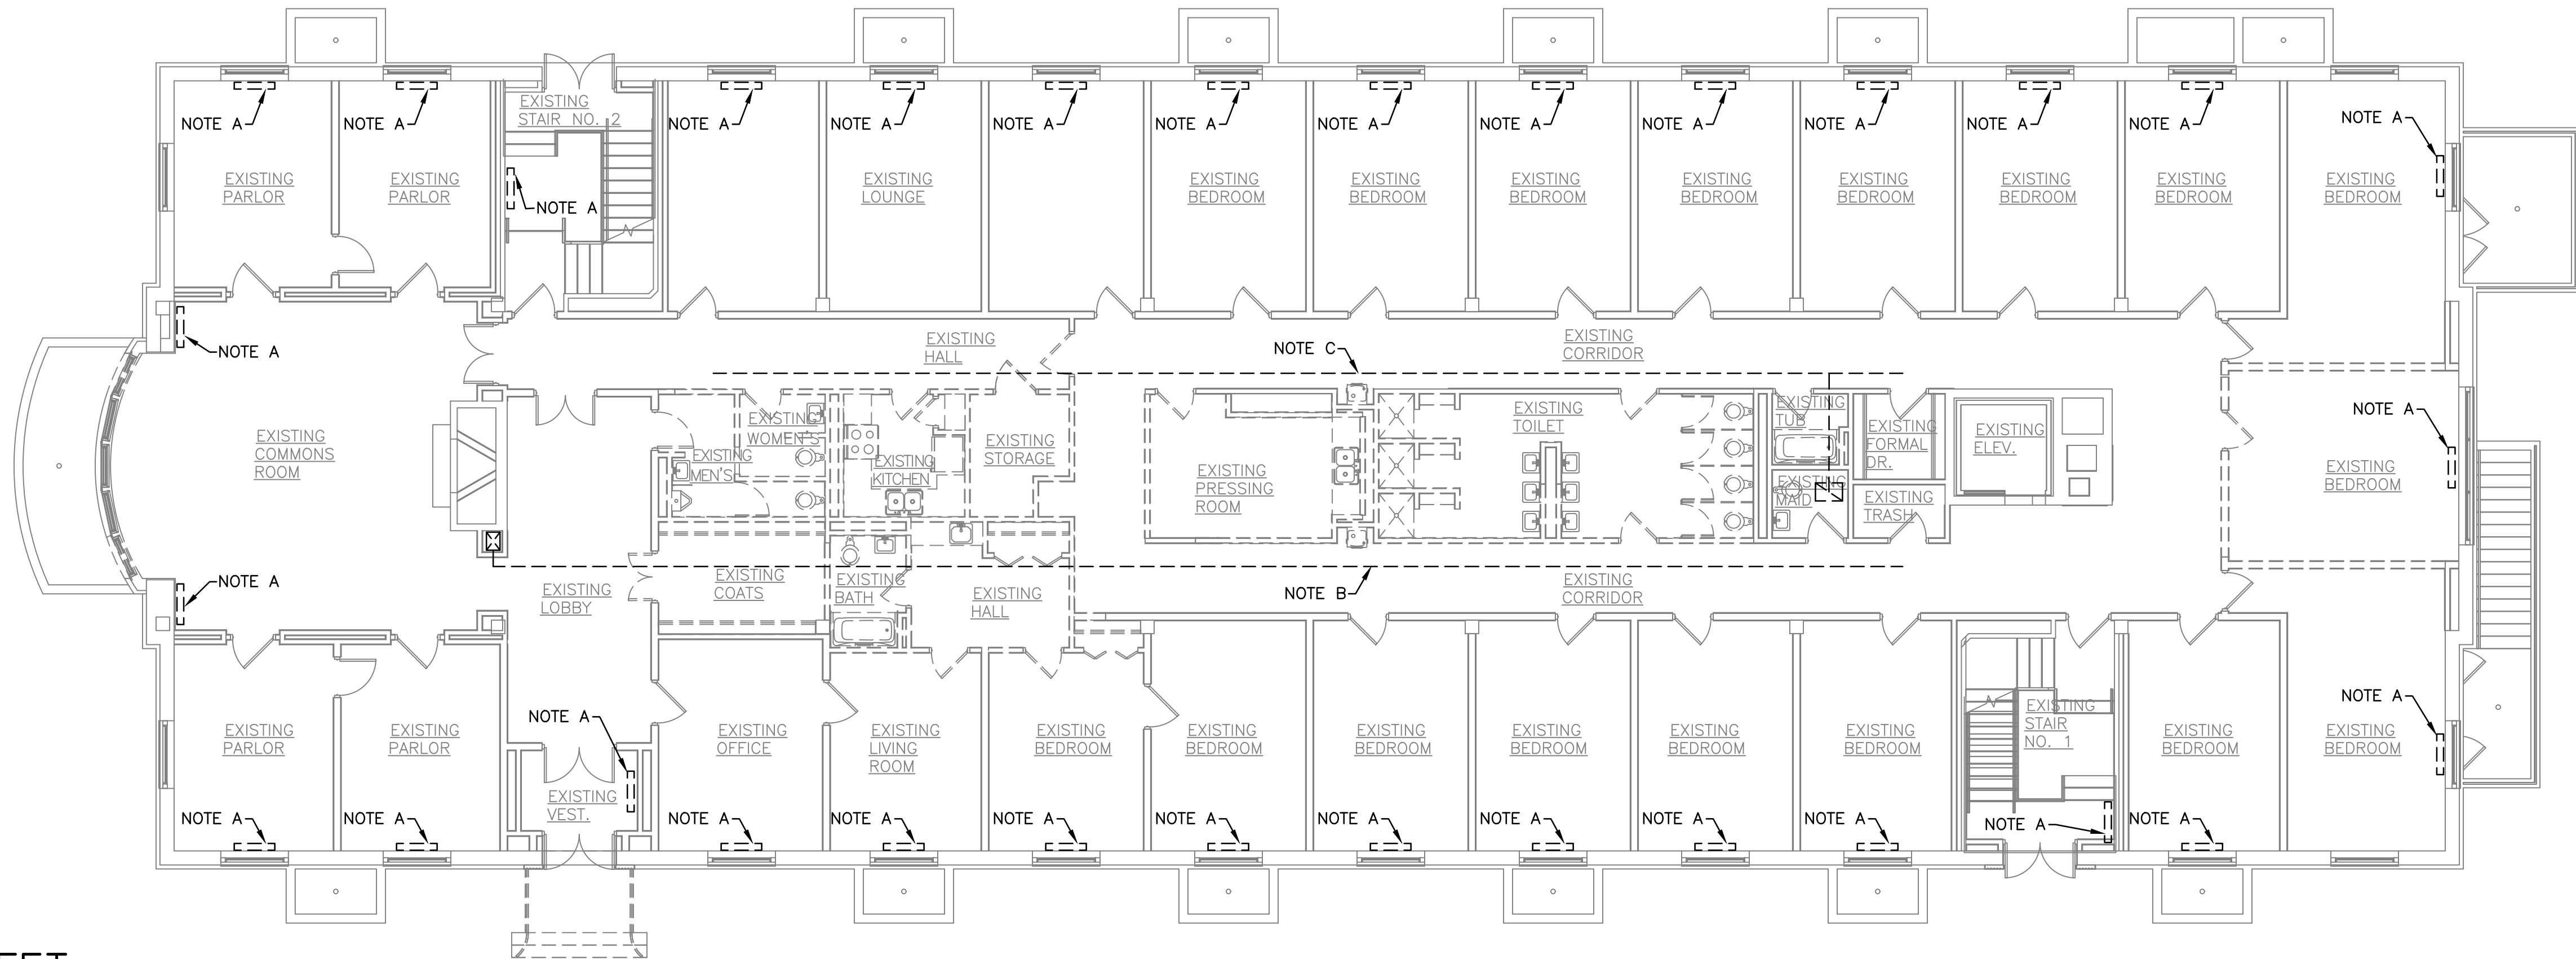 EXISTING
STAIR NO. 2
NOTE A
NOTE A
NOTE A
NOTE A
NOTE A
NOTE A
NOTE A
NOTE A
NOTE A
NOTE A
NOTE A
NOTE A
NOTE A
EXISTING
PARLOR
EXISTING
PARLOR
NOTE A
EXISTING
LOUNGE
EXISTING
BEDROOM
EXISTING
BEDROOM
EXISTING
BEDROOM
EXISTING
BEDROOM
EXISTING
BEDROOM
EXISTING
BEDROOM
EXISTING
BEDROOM
EXISTING
BEDROOM
NOTE A
EXISTING
HALL
NOTE C
EXISTING
CORRIDOR
EXISTING
COMMONS
ROOM
EXISTING
WOMEN'S
EXISTING
MEN'S
EXISTING
KITCHEN
EXISTING
STORAGE
EXISTING
PRESSING
ROOM
EXISTING
TOILET
EXISTING
TUB
EXISTING
MAID
EXISTING
FORMAL
DR.
EXISTING
TRASH
EXISTING
ELEV.
NOTE A
EXISTING
BEDROOM
NOTE A
EXISTING
LOBBY
EXISTING
COATS
EXISTING
BATH
EXISTING
HALL
NOTE B
EXISTING
CORRIDOR
EXISTING
PARLOR
EXISTING
PARLOR
NOTE A
EXISTING
VEST.
EXISTING
OFFICE
EXISTING
LIVING
ROOM
EXISTING
BEDROOM
EXISTING
BEDROOM
EXISTING
BEDROOM
EXISTING
BEDROOM
EXISTING
BEDROOM
EXISTING
BEDROOM
EXISTING
STAIR
NO. 1
EXISTING
BEDROOM
NOTE A
EXISTING
BEDROOM
NOTE A
NOTE A
NOTE A
NOTE A
NOTE A
NOTE A
NOTE A
NOTE A
NOTE A
NOTE A
NOTE A
NOTE A